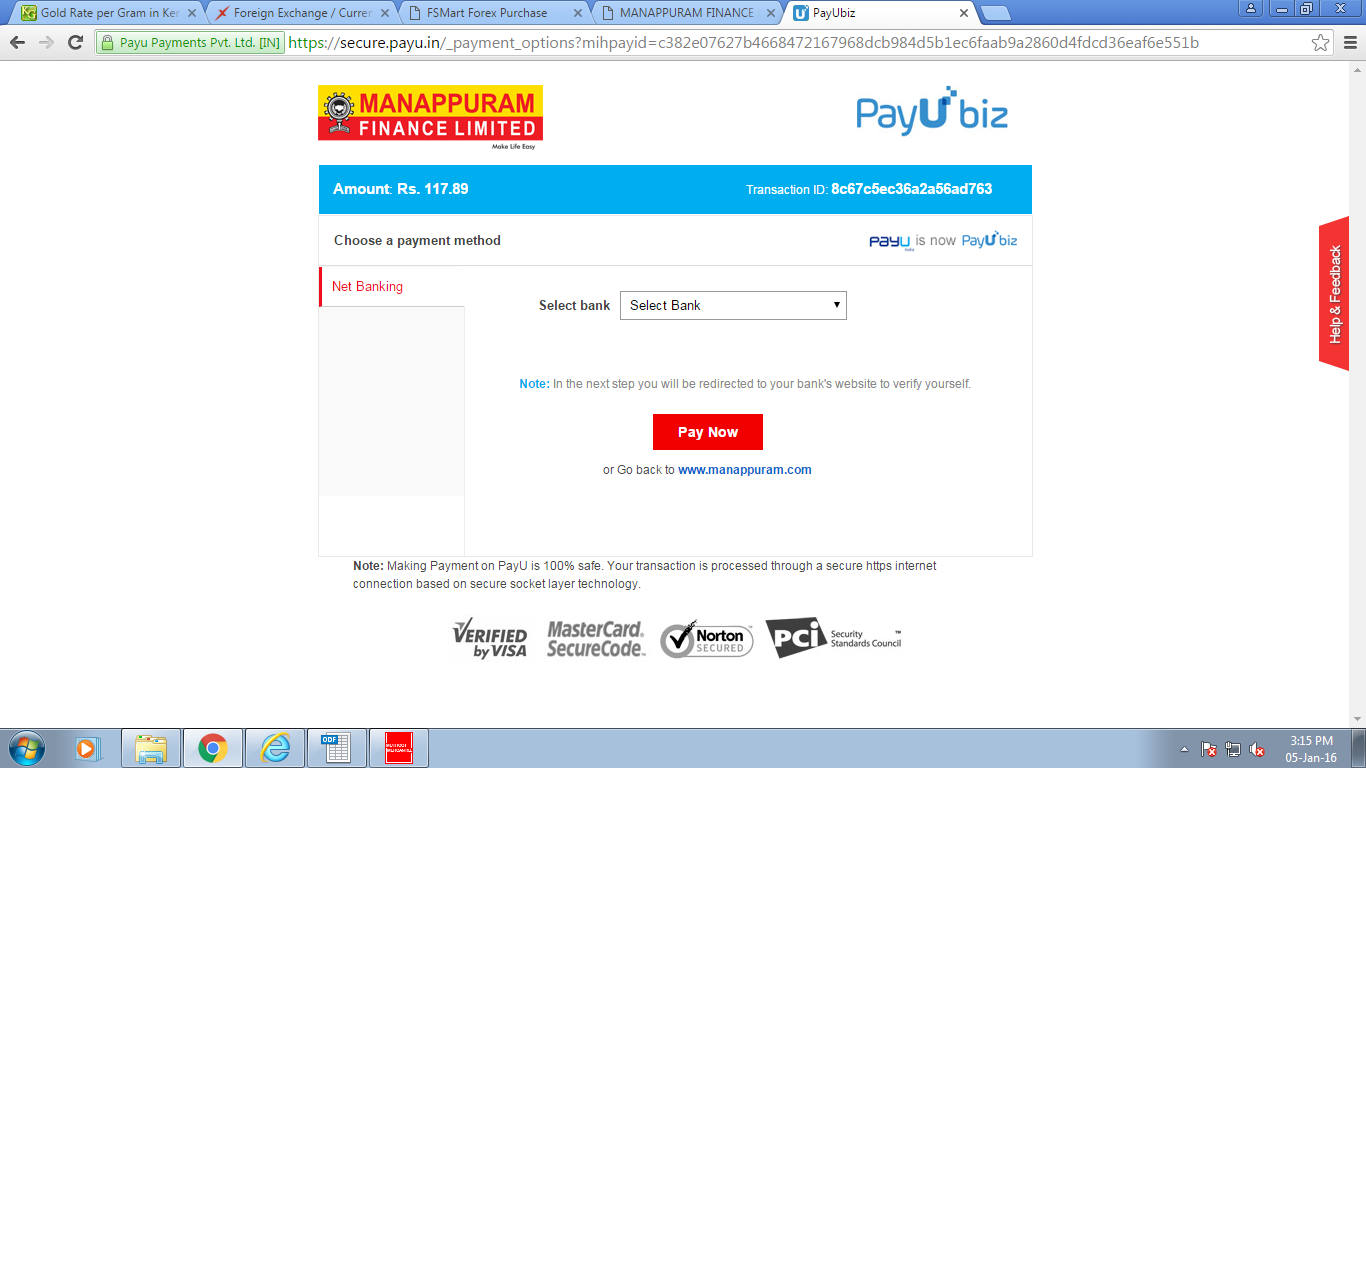 Gold Rate per Gram in Ker
Foreign Exchange / Curren
FSMart Forex Purchase
MANAPPURAM FINANCE
PayUbiz
Payu Payments Pvt. Ltd. [IN] https://secure.payu.in/_payment_options?mihpayid=c382e07627b4668472167968dcb984d5b1ec6faab9a2860d4fdcd36eaf6e551b
MANAPPURAM
FINANCE LIMITED
Make Life Easy
PayU biz
Amount: Rs. 117.89
Transaction ID: 8c67c5ec36a2a56ad763
Choose a payment method
PayU india is now PayU biz
Net Banking
Select bank Select Bank
Help & Feedback
Note: In the next step you will be redirected to your bank's website to verify yourself.
Pay Now
or Go back to www.manappuram.com
Note: Making Payment on PayU is 100% safe. Your transaction is processed through a secure https internet
connection based on secure socket layer technology.
VERIFIED
by VISA
MasterCard.
SecureCode™
Norton™
SECURED
PCi Security
Standards Council™
ODF
3:15 PM
05-Jan-16